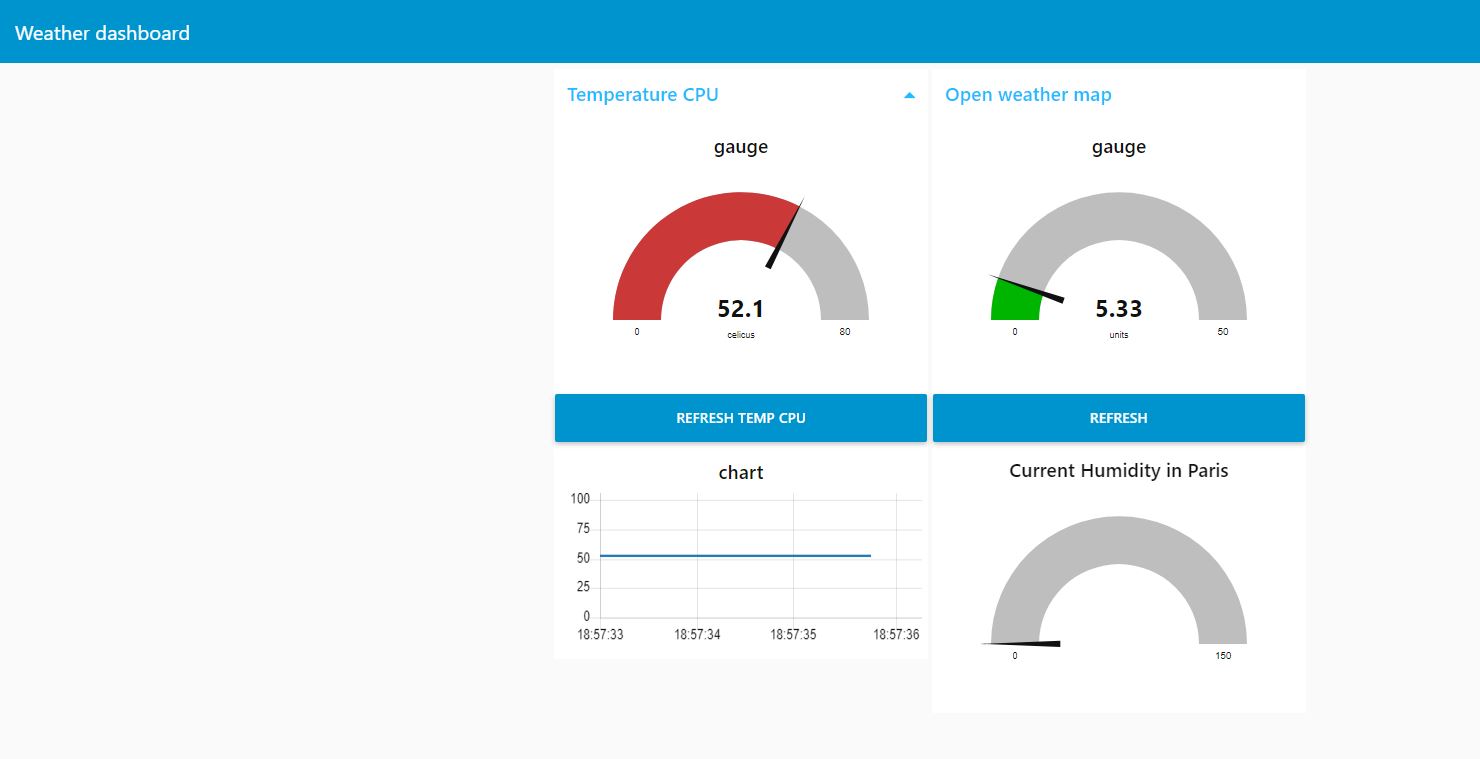 Weather dashboard
Temperature CPU
gauge
52.1
celicus
0
80
REFRESH TEMP CPU
chart
100
75
50
25
0
18:57:33 18:57:34 18:57:35 18:57:36
Open weather map
gauge
5.33
units
0
50
REFRESH
Current Humidity in Paris
0
150